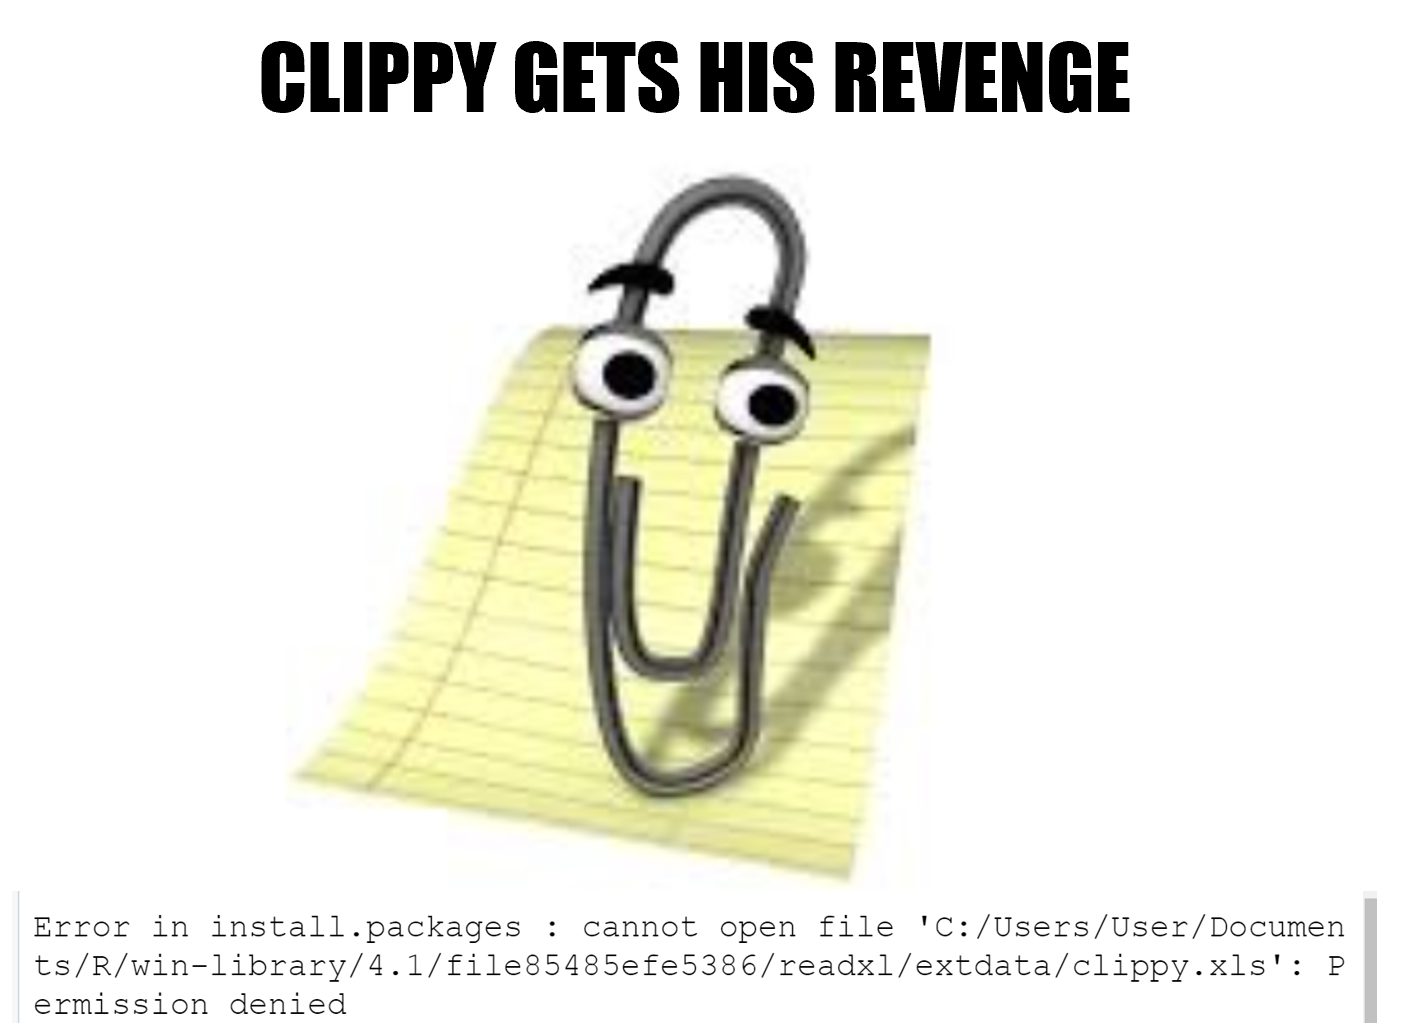 CLIPPY GETS HIS REVENGE
Error in install.packages : cannot open file 'C:/Users/User/Documen
ts/R/win-library/4.1/file85485efe5386/readxl/extdata/clippy.xls': P
ermission denied